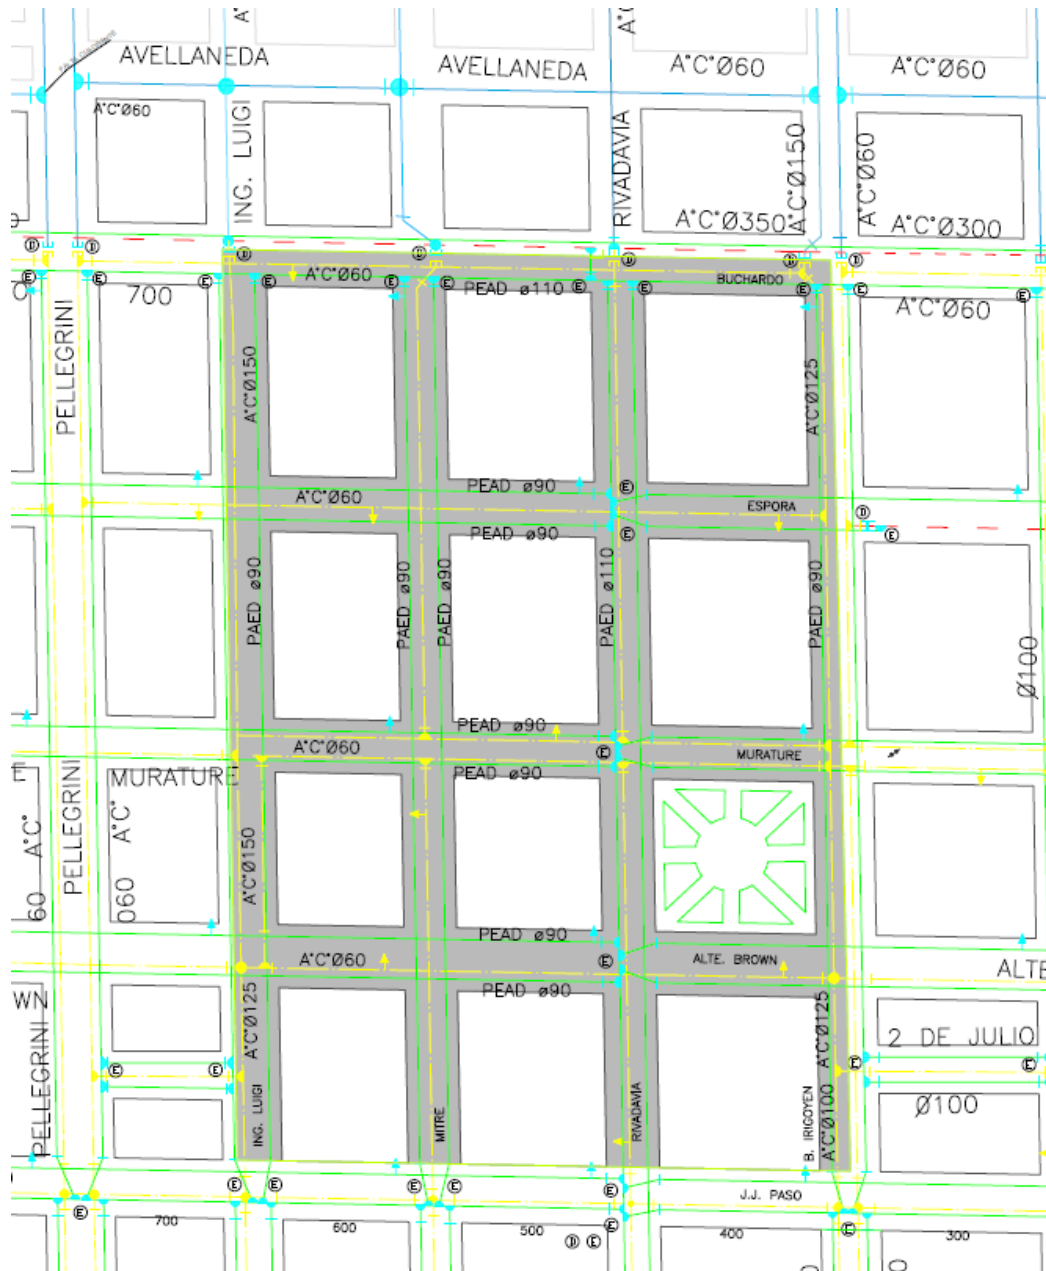 AVELLANEDA
AVELLANEDA
A°C°Ø60
A°C°Ø60
A°C°Ø60
ING. LUIGI
RIVADAVIA
A°C°Ø150
A°C°Ø60
A°C°Ø350
A°C°Ø300
D
D
D
D
D
D
D
BUCHARDO
A°C°Ø60
PEAD ø110
700
E
E
E
E
E
E
E
E
E
E
A°C°Ø60
PELLEGRINI
A°C°Ø150
A°C°Ø125
PEAD ø90
A°C°Ø60
E
ESPORA
D
PEAD ø90
E
E
PAED ø90
PAED ø90
PAED ø90
PAED ø110
PAED ø90
Ø100
PEAD ø90
A°C°Ø60
E
MURATURE
PEAD ø90
MURATURE
PELLEGRINI
60 A°C°
Ø60 A°C°
A°C°Ø150
PEAD ø90
A°C°Ø60
E
ALTE. BROWN
ALTE
PEAD ø90
WN
PELLEGRINI
A°C°Ø125
A°C°Ø125
2 DE JULIO
E
E
E
E
Ø100
ING. LUIGI
MITRE
RIVADAVIA
B. IRIGOYEN
A°C°Ø100
E
E
E
E
E
J.J. PASO
E
E
E
700
600
500
400
300
D E